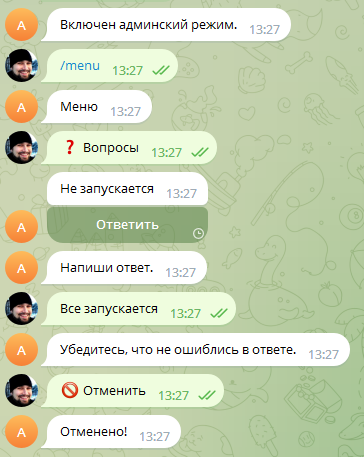 А
Включен админский режим. 13:27
/menu 13:27
А
Меню 13:27
❓ Вопросы 13:27
Не запускается 13:27
А
Ответить
А
Напиши ответ. 13:27
Все запускается 13:27
А
Убедитесь, что не ошиблись в ответе. 13:27
🚫 Отменить 13:27
А
Отменено! 13:27